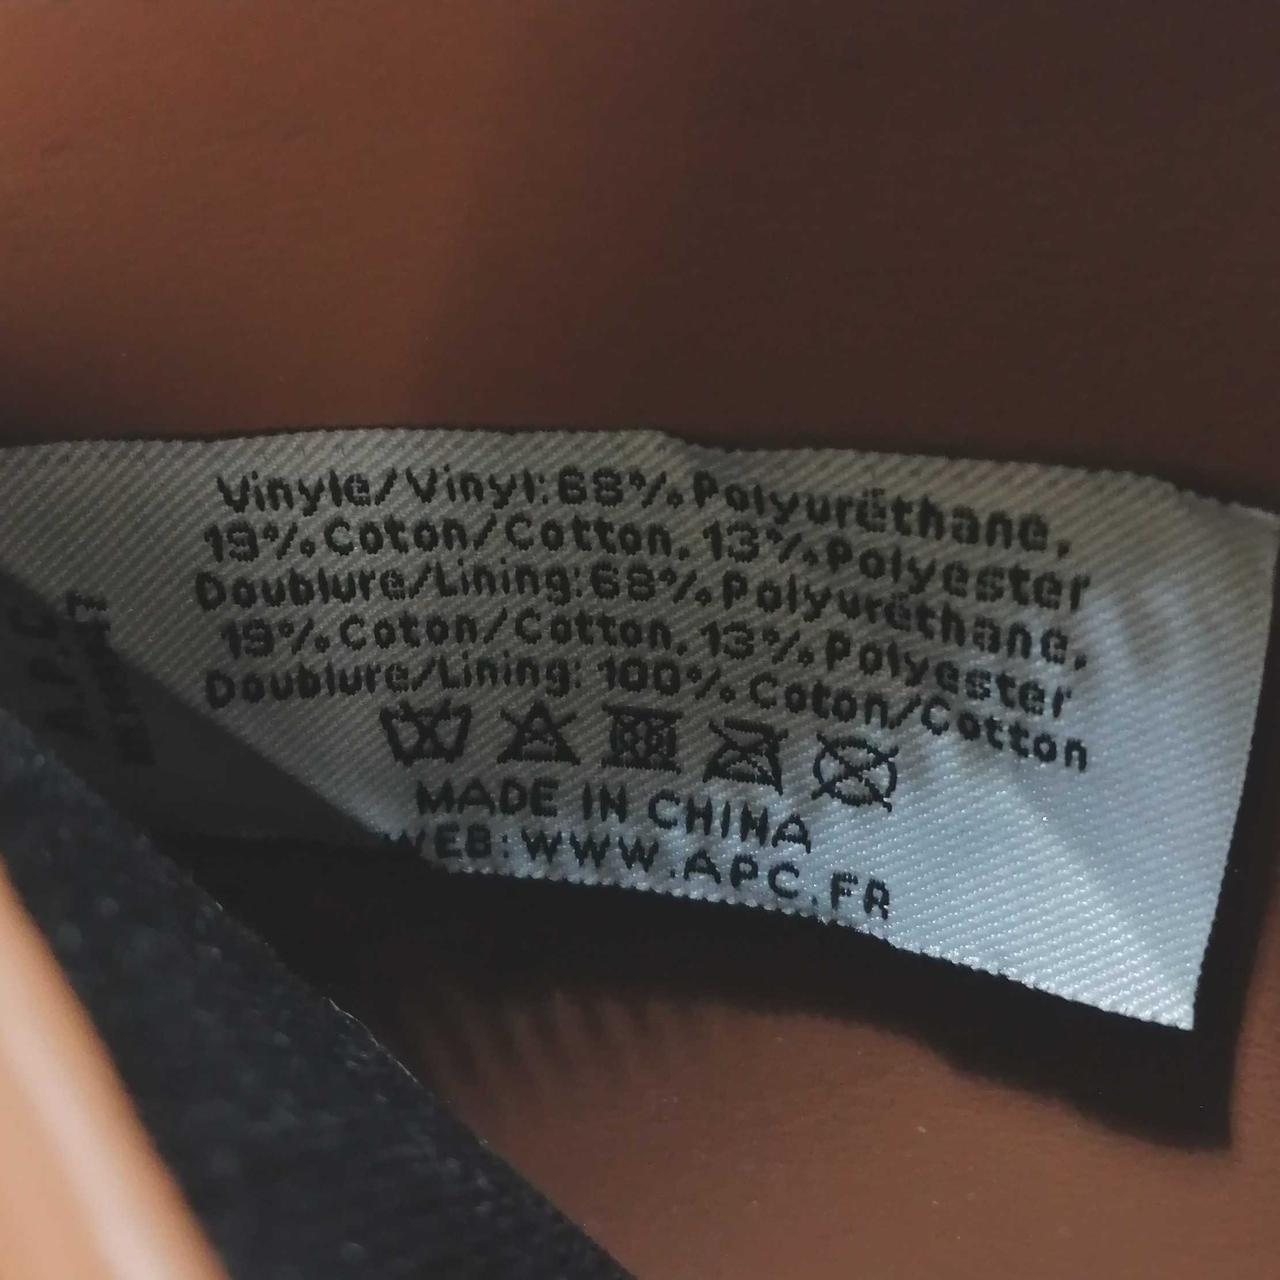 Vinyle/Vinyl: 68% Polyuréthane,
19% Coton/Cotton, 13% Polyester
Doublure/Lining: 68% Polyuréthane,
19% Coton/Cotton, 13% Polyester
Doublure/Lining: 100% Coton/Cotton
MADE IN CHINA
WEB: WWW.APC.FR